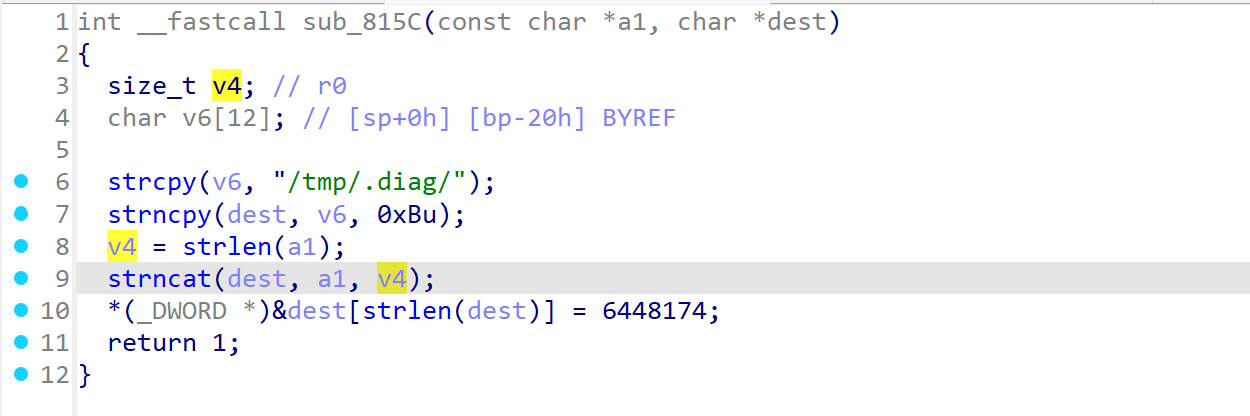 1 int __fastcall sub_815C(const char *a1, char *dest)
2 {
3 size_t v4; // r0
4 char v6[12]; // [sp+0h] [bp-20h] BYREF
5
6 strcpy(v6, "/tmp/.diag/");
7 strncpy(dest, v6, 0xBu);
8 v4 = strlen(a1);
9 strncat(dest, a1, v4);
10 *(_DWORD *)&dest[strlen(dest)] = 6448174;
11 return 1;
12 }